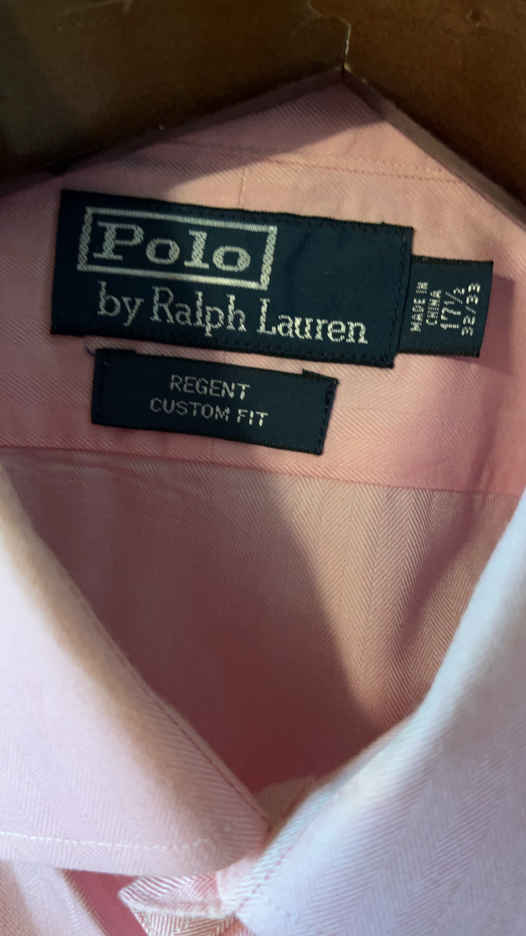 Polo
by Ralph Lauren
MADE IN
CHINA
17½
32/33
REGENT
CUSTOM FIT